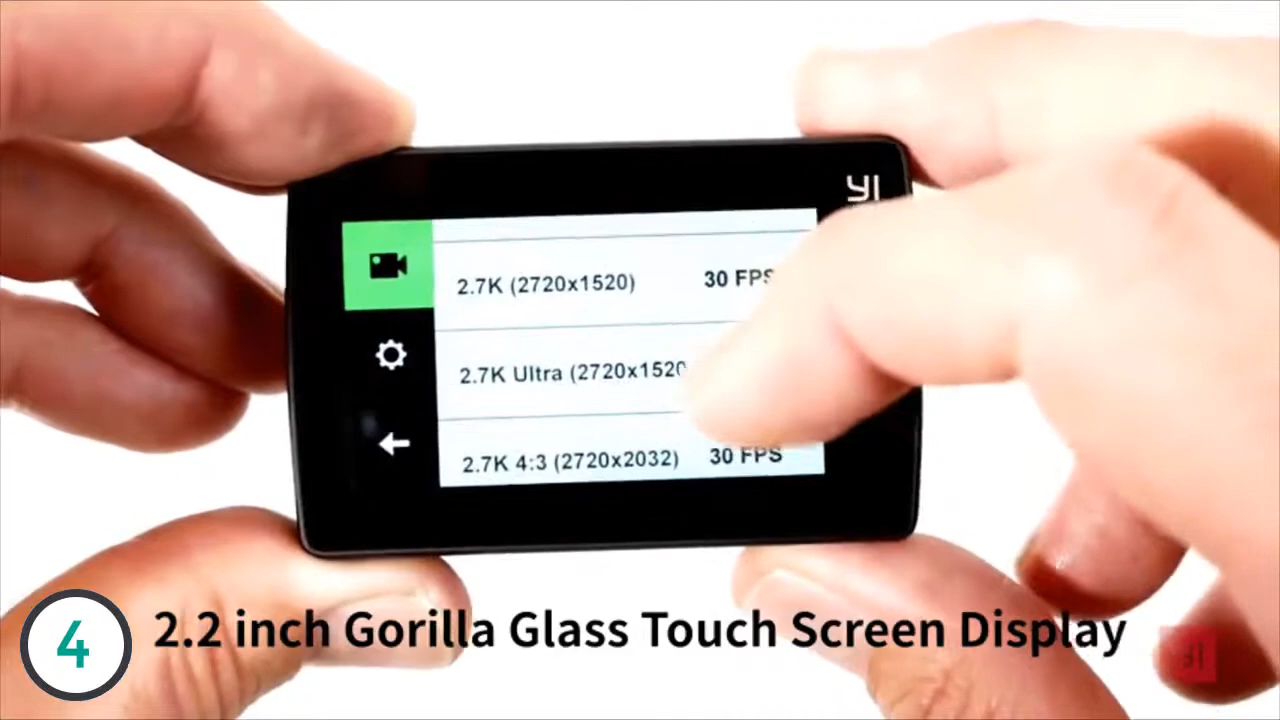 YI
2.7K (2720x1520) 30 FPS
2.7K Ultra (2720x1520
2.7K 4:3 (2720x2032) 30 FPS
4 2.2 inch Gorilla Glass Touch Screen Display
YI